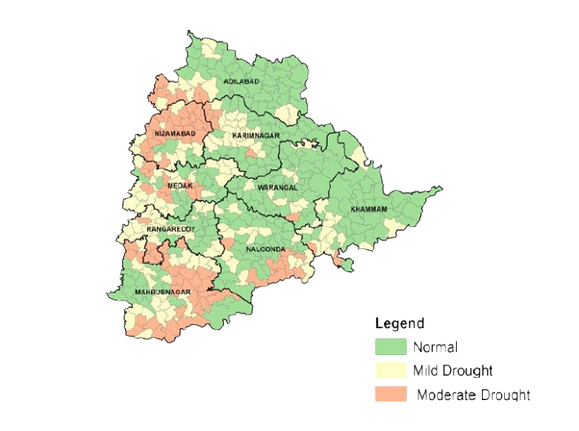 ADILABAD
NIZAMABAD
KARIMNAGAR
MEDAK
WARANGAL
KHAMMAM
RANGAREDDY
NALGONDA
MAHBUBNAGAR
Legend
Normal
Mild Drought
Moderate Drought